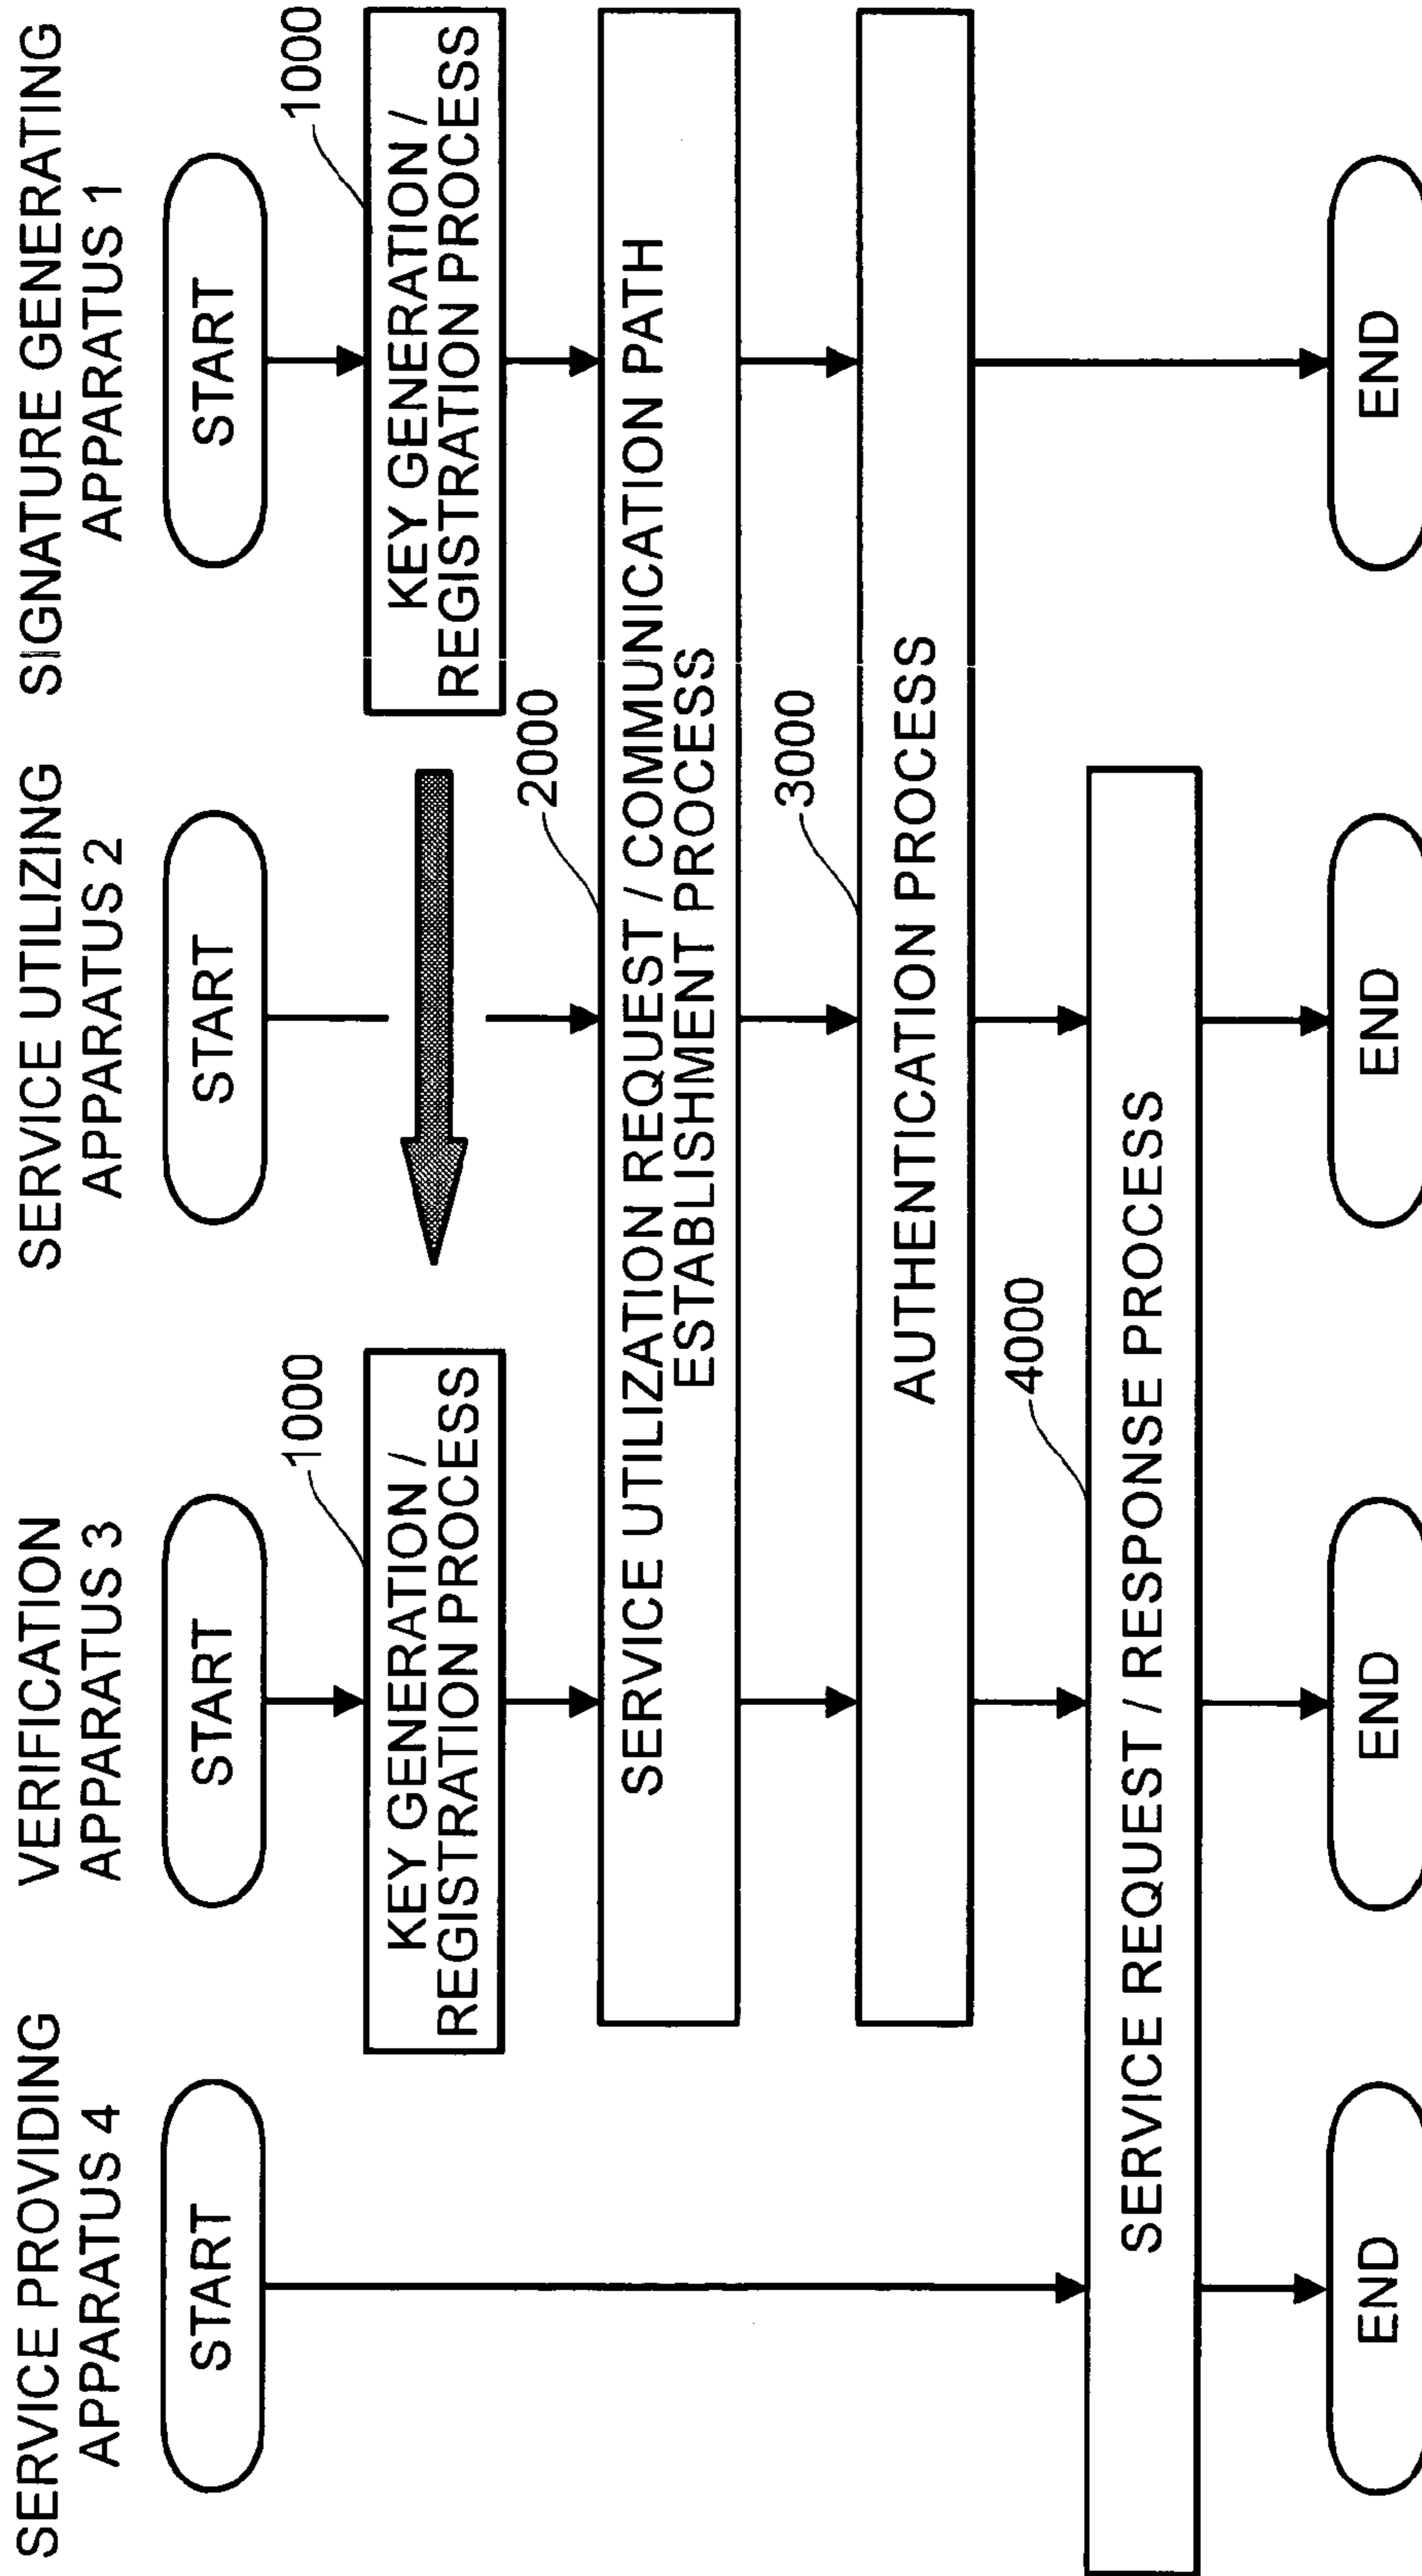 SERVICE PROVIDING
APPARATUS 4
VERIFICATION
APPARATUS 3
SERVICE UTILIZING
APPARATUS 2
SIGNATURE GENERATING
APPARATUS 1
START
START
START
START
1000
1000
KEY GENERATION /
REGISTRATION PROCESS
KEY GENERATION /
REGISTRATION PROCESS
2000
SERVICE UTILIZATION REQUEST / COMMUNICATION PATH
ESTABLISHMENT PROCESS
3000
AUTHENTICATION PROCESS
4000
SERVICE REQUEST / RESPONSE PROCESS
END
END
END
END